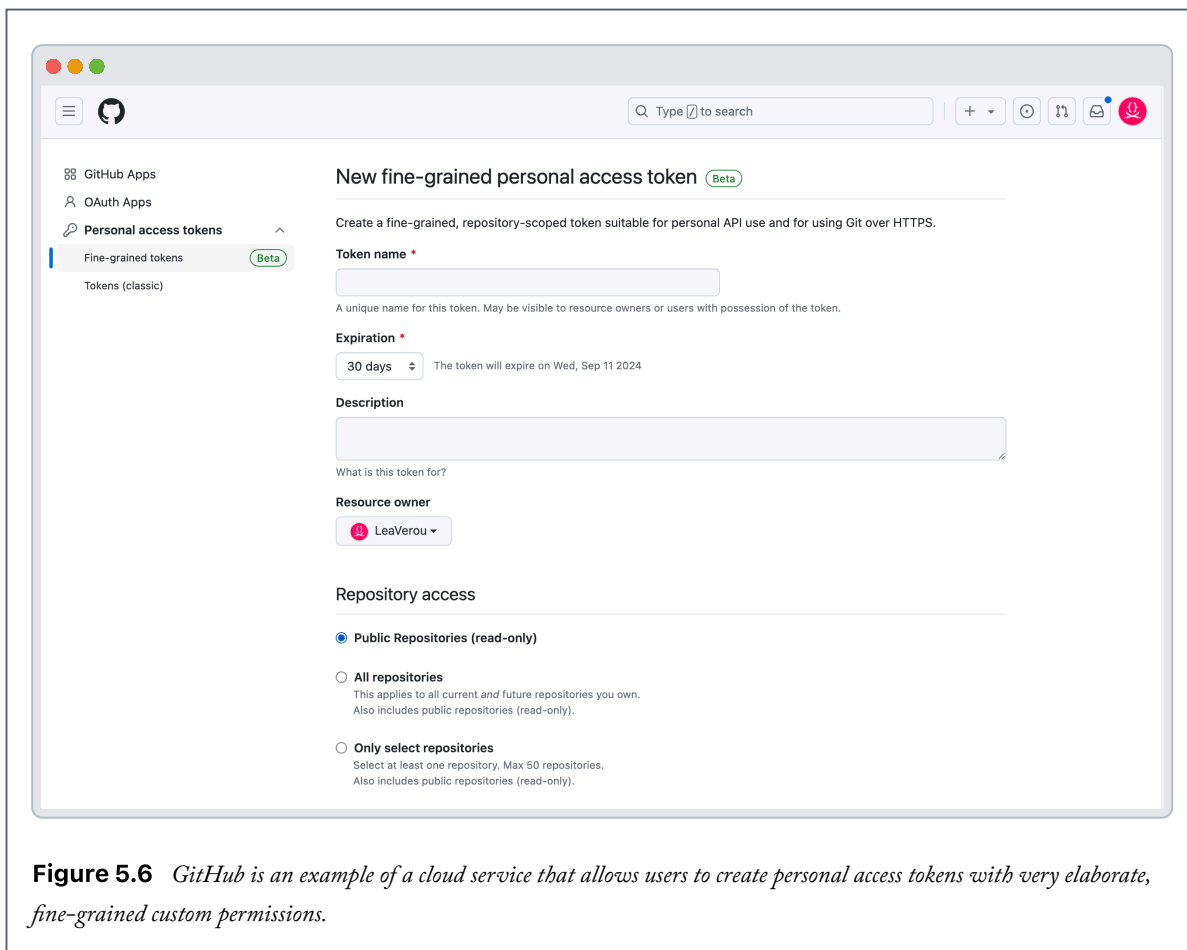 Type / to search
GitHub Apps
OAuth Apps
Personal access tokens
Fine-grained tokens Beta
Tokens (classic)
New fine-grained personal access token Beta
Create a fine-grained, repository-scoped token suitable for personal API use and for using Git over HTTPS.
Token name *
A unique name for this token. May be visible to resource owners or users with possession of the token.
Expiration *
30 days The token will expire on Wed, Sep 11 2024
Description
What is this token for?
Resource owner
LeaVerou
Repository access
Public Repositories (read-only)
All repositories
This applies to all current and future repositories you own.
Also includes public repositories (read-only).
Only select repositories
Select at least one repository. Max 50 repositories.
Also includes public repositories (read-only).
Figure 5.6 GitHub is an example of a cloud service that allows users to create personal access tokens with very elaborate,
fine-grained custom permissions.